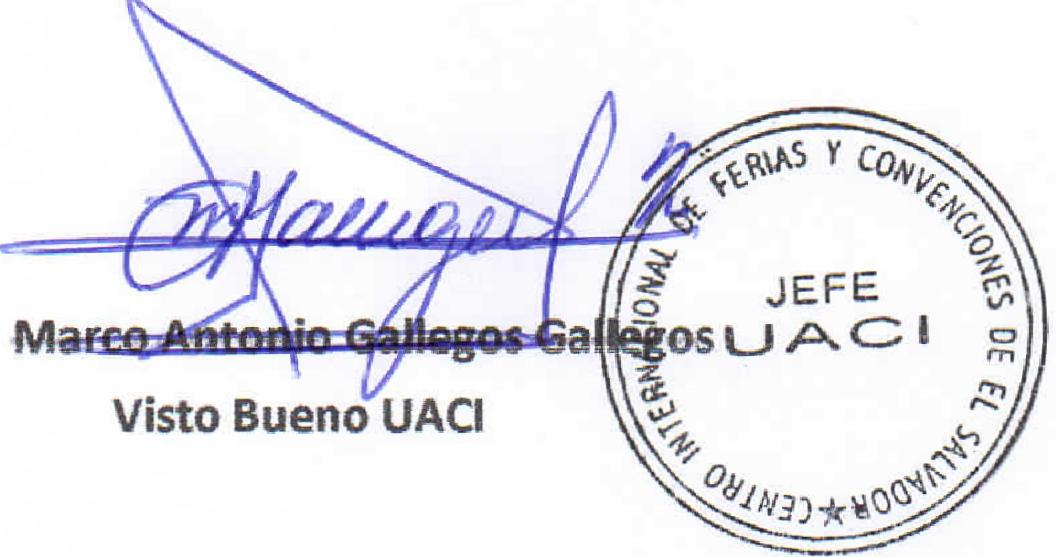 Marco Antonio Gallegos Gallegos
Visto Bueno UACI
CENTRO INTERNACIONAL DE FERIAS Y CONVENCIONES DE EL SALVADOR
JEFE
UACI